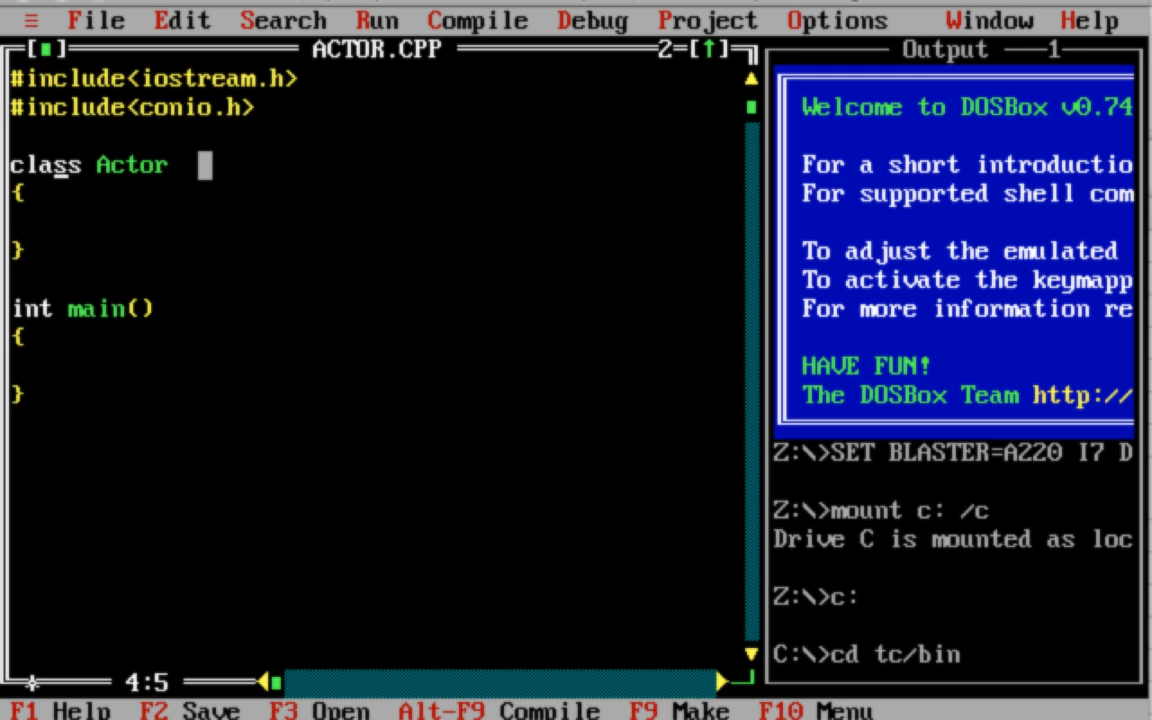 ≡ File Edit Search Run Compile Debug Project Options Window Help
[■] ACTOR.CPP 2=[↑]
#include<iostream.h>
#include<conio.h>
class Actor
{
}
int main()
{
}
4:5
Output 1
Welcome to DOSBox v0.74
For a short introductio
For supported shell com
To adjust the emulated
To activate the keymapp
For more information re
HAVE FUN!
The DOSBox Team http://
Z:\>SET BLASTER=A220 I7 D
Z:\>mount c: /c
Drive C is mounted as loc
Z:\>c:
C:\>cd tc/bin
F1 Help F2 Save F3 Open Alt-F9 Compile F9 Make F10 Menu